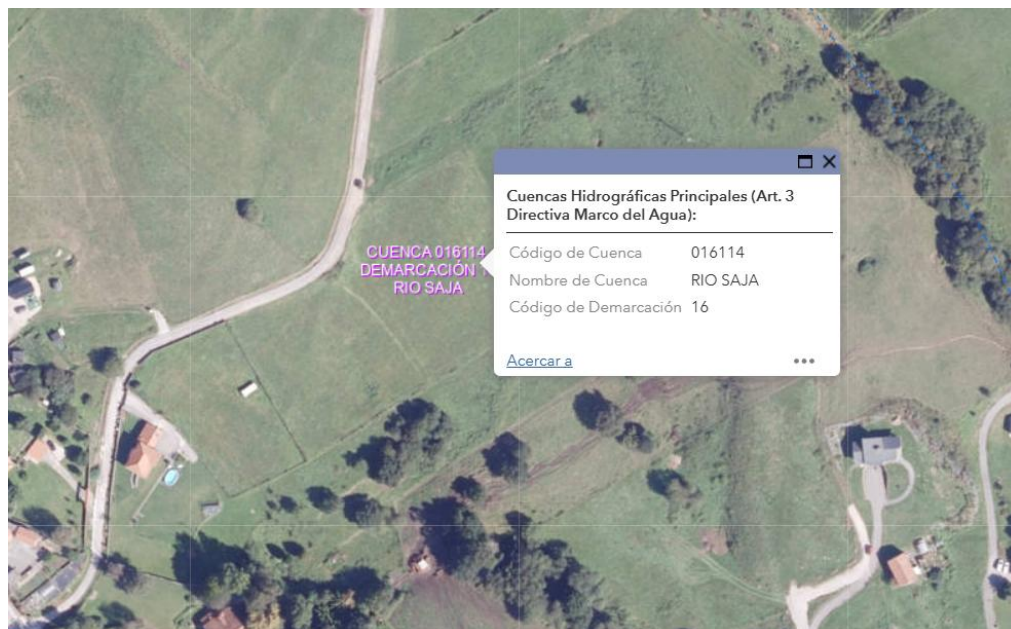 Cuencas Hidrográficas Principales (Art. 3
Directiva Marco del Agua):
Código de Cuenca 016114
Nombre de Cuenca RIO SAJA
Código de Demarcación 16
Acercar a
CUENCA 016114
DEMARCACIÓN 1
RIO SAJA